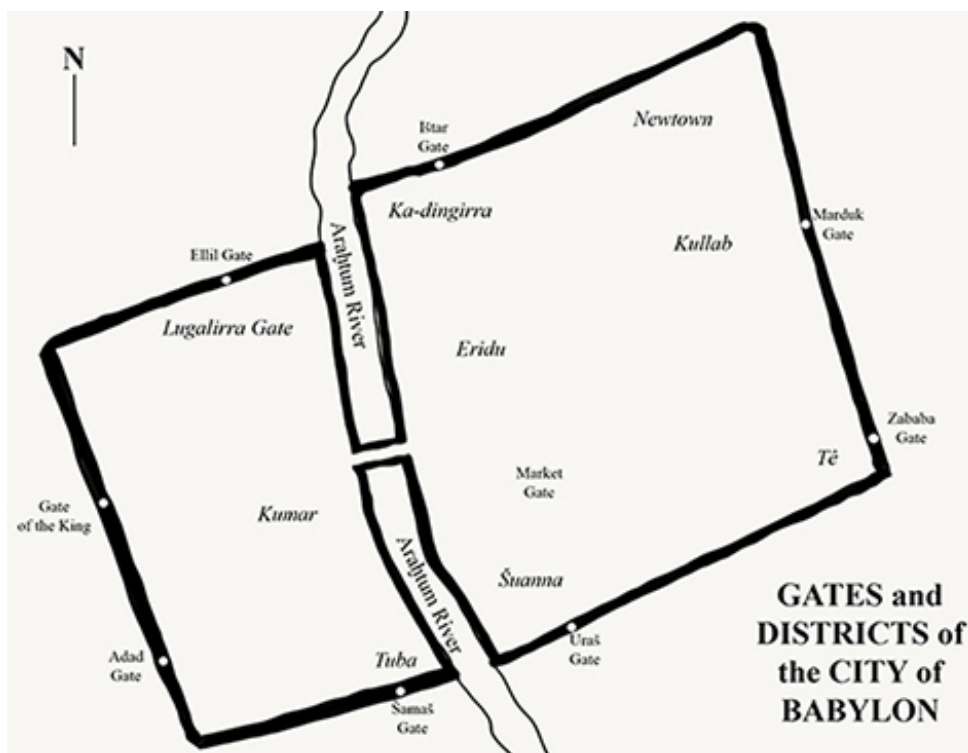 N
Ištar
Gate
Newtown
Ka-dingirra
Marduk
Gate
Kullab
Ellil Gate
Araḫtum River
Lugalirra Gate
Eridu
Zababa
Gate
Tê
Market
Gate
Gate
of the King
Kumar
Araḫtum River
Šuanna
Uraš
Gate
Adad
Gate
Tuba
Šamaš
Gate
GATES and
DISTRICTS of
the CITY of
BABYLON